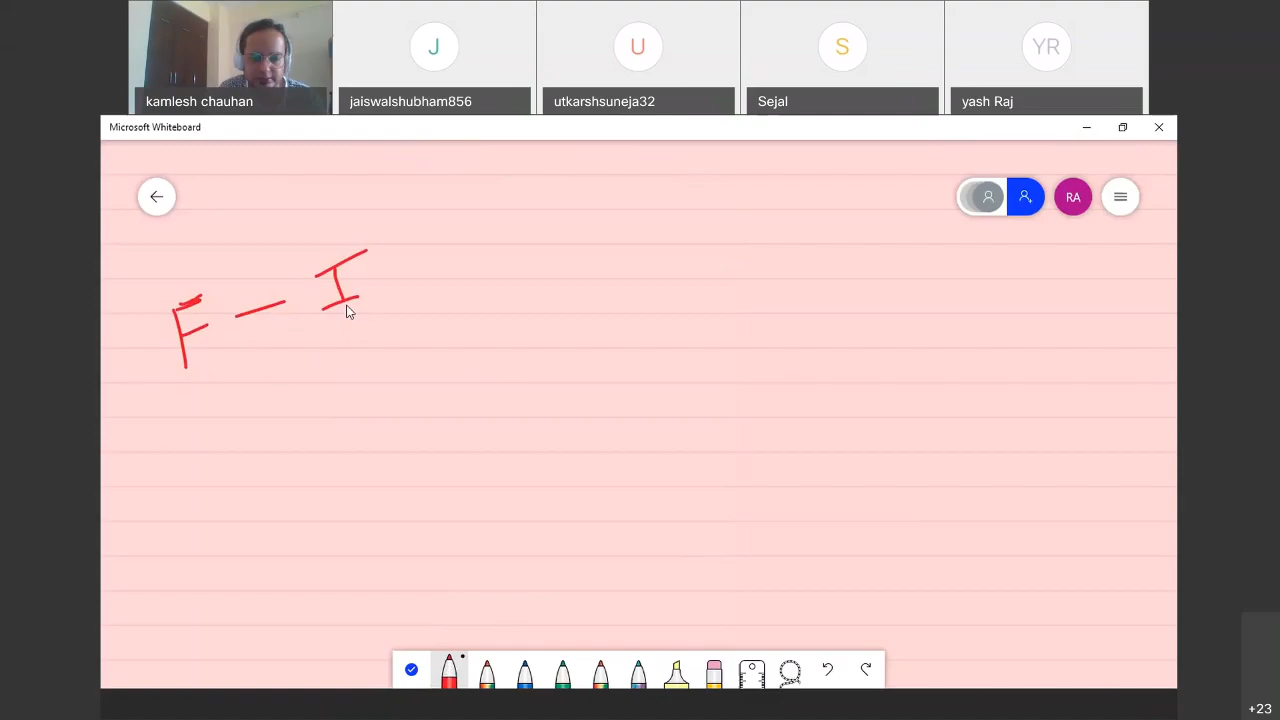 J U S YR
kamlesh chauhan jaiswalshubham856 utkarshsuneja32 Sejal yash Raj
Microsoft Whiteboard
RA
F - I
+23